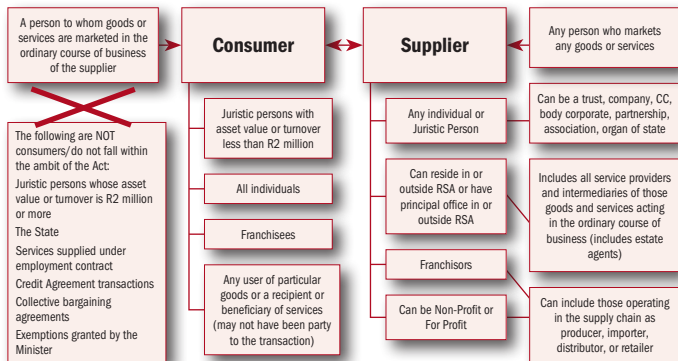 A person to whom goods or
services are marketed in the
ordinary course of business
of the supplier
Consumer
Supplier
Any person who markets
any goods or services
The following are NOT
consumers/do not fall within
the ambit of the Act:
Juristic persons whose asset
value or turnover is R2 million
or more
The State
Services supplied under
employment contract
Credit Agreement transactions
Collective bargaining
agreements
Exemptions granted by the
Minister
Juristic persons with
asset value or turnover
less than R2 million
All individuals
Franchisees
Any user of particular
goods or a recipient or
beneficiary of services
(may not have been party
to the transaction)
Any individual or
Juristic Person
Can reside in or
outside RSA or have
principal office in or
outside RSA
Franchisors
Can be Non-Profit or
For Profit
Can be a trust, company, CC,
body corporate, partnership,
association, organ of state
Includes all service providers
and intermediaries of those
goods and services acting
in the ordinary course of
business (includes estate
agents)
Can include those operating
in the supply chain as
producer, importer,
distributor, or retailer